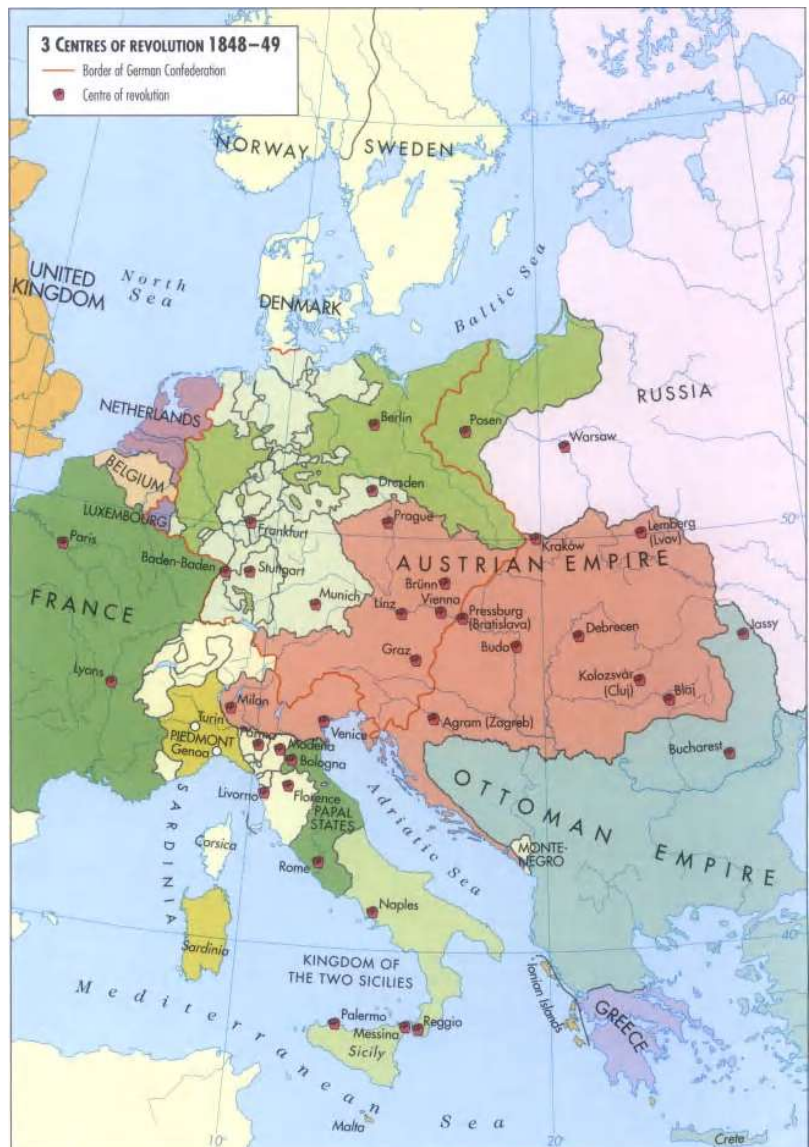 3 CENTRES OF REVOLUTION 1848–49
Border of German Confederation
Centre of revolution
60
NORWAY
SWEDEN
UNITED
KINGDOM
North
Sea
DENMARK
Baltic Sea
RUSSIA
NETHERLANDS
Berlin
Posen
Warsaw
BELGIUM
LUXEMBOURG
Dresden
Frankfurt
Prague
Kraków
Lemberg
(Lvov)
50
Paris
Baden-Baden
Stuttgart
AUSTRIAN EMPIRE
Brünn
FRANCE
Munich
Linz
Vienna
Pressburg
(Bratislava)
Debrecen
Jassy
Graz
Buda
Lyons
Kolozsvár
(Cluj)
Blaj
Milan
Turin
Venice
Agram (Zagreb)
PIEDMONT
Parma
Modena
Genoa
Bologna
Bucharest
Livorno
Florence
PAPAL
STATES
Adriatic Sea
OTTOMAN EMPIRE
MONTE-
NEGRO
SARDINIA
Corsica
Rome
Naples
Sardinia
40
KINGDOM OF
THE TWO SICILIES
Mediterranean Sea
Ionian Islands
GREECE
Palermo
Messina
Reggio
Sicily
Malta
Crete
10
20